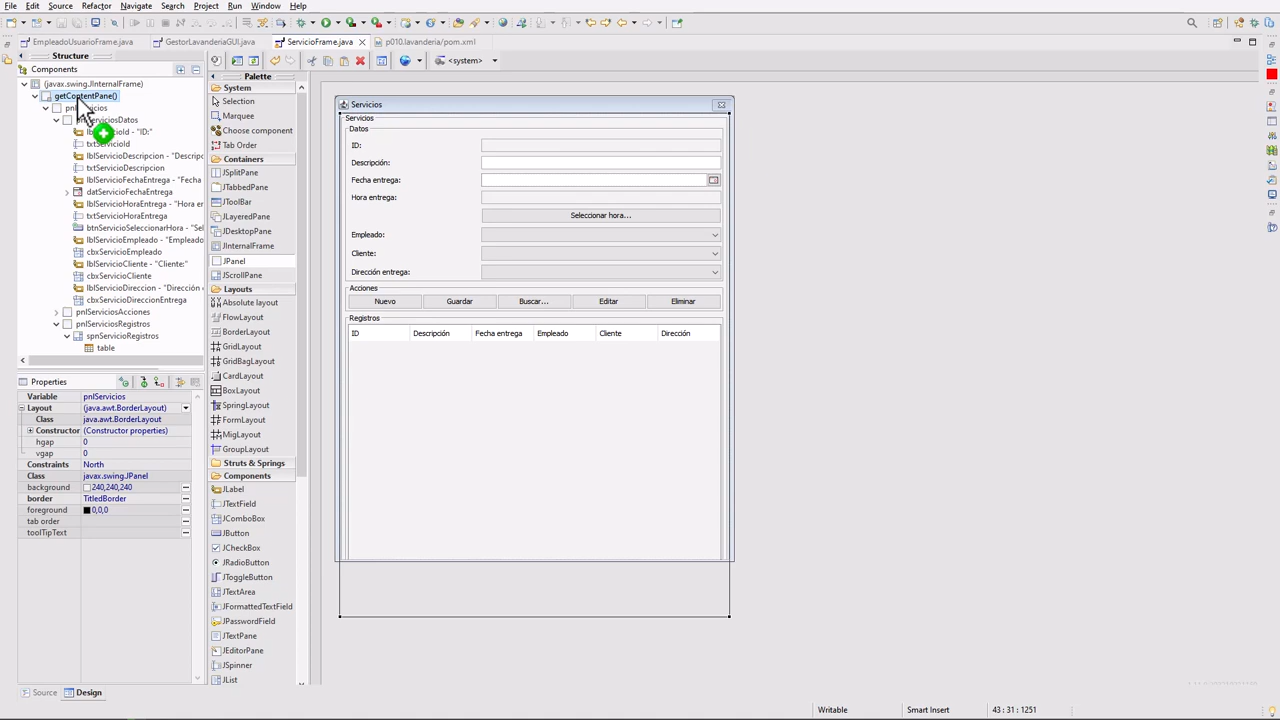 File Edit Source Refactor Navigate Search Project Run Window Help
EmpleadoUsuarioFrame.java GestorLavanderiaGUI.java ServicioFrame.java p010.lavanderia/pom.xml
Structure
Components
(javax.swing.JInternalFrame)
getContentPane()
pnlServiciosDatos
"ID:"
txtServicioId
lblServicioDescripcion - "Descripc
txtServicioDescripcion
lblServicioFechaEntrega - "Fecha
datServicioFechaEntrega
lblServicioHoraEntrega - "Hora en
txtServicioHoraEntrega
btnServicioSeleccionarHora - "Sel
lblServicioEmpleado - "Empleado
cbxServicioEmpleado
lblServicioCliente - "Cliente:"
cbxServicioCliente
lblServicioDireccion - "Dirección
cbxServicioDireccionEntrega
pnlServiciosAcciones
pnlServiciosRegistros
spnServicioRegistros
table
Properties
Variable pnlServicios
Layout (java.awt.BorderLayout)
Class java.awt.BorderLayout
Constructor (Constructor properties)
hgap 0
vgap 0
Constraints North
Class javax.swing.JPanel
background 240,240,240
border TitledBorder
foreground 0,0,0
tab order
toolTipText
Source Design
<system>
Palette
System
Selection
Marquee
Choose component
Tab Order
Containers
JSplitPane
JTabbedPane
JToolBar
JLayeredPane
JDesktopPane
JInternalFrame
JPanel
JScrollPane
Layouts
Absolute layout
FlowLayout
BorderLayout
GridLayout
GridBagLayout
CardLayout
BoxLayout
SpringLayout
FormLayout
MigLayout
GroupLayout
Struts & Springs
Components
JLabel
JTextField
JComboBox
JButton
JCheckBox
JRadioButton
JToggleButton
JTextArea
JFormattedTextField
JPasswordField
JTextPane
JEditorPane
JSpinner
JList
Servicios
Servicios
Datos
ID:
Descripción:
Fecha entrega:
Hora entrega:
Seleccionar hora...
Empleado:
Cliente:
Dirección entrega:
Acciones
Nuevo Guardar Buscar... Editar Eliminar
Registros
ID Descripción Fecha entrega Empleado Cliente Dirección
Writable Smart Insert 43 : 31 : 1251